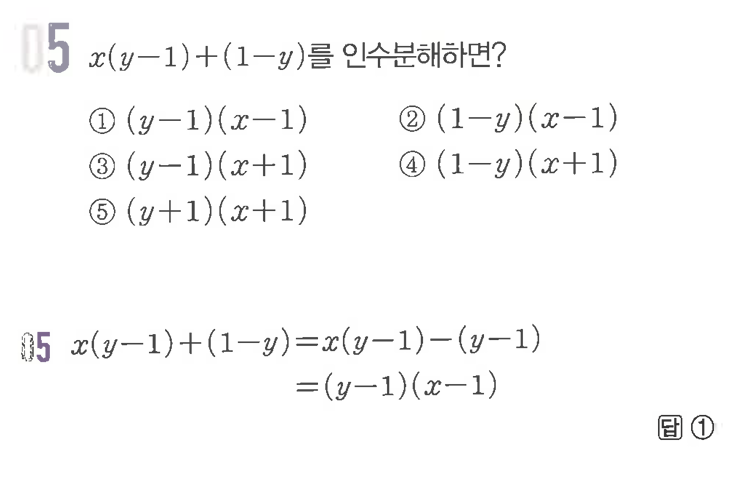 05 x(y-1)+(1-y)를 인수분해하면?
① (y-1)(x-1) ② (1-y)(x-1)
③ (y-1)(x+1) ④ (1-y)(x+1)
⑤ (y+1)(x+1)
05 x(y-1)+(1-y)=x(y-1)-(y-1)
=(y-1)(x-1)
답 ①